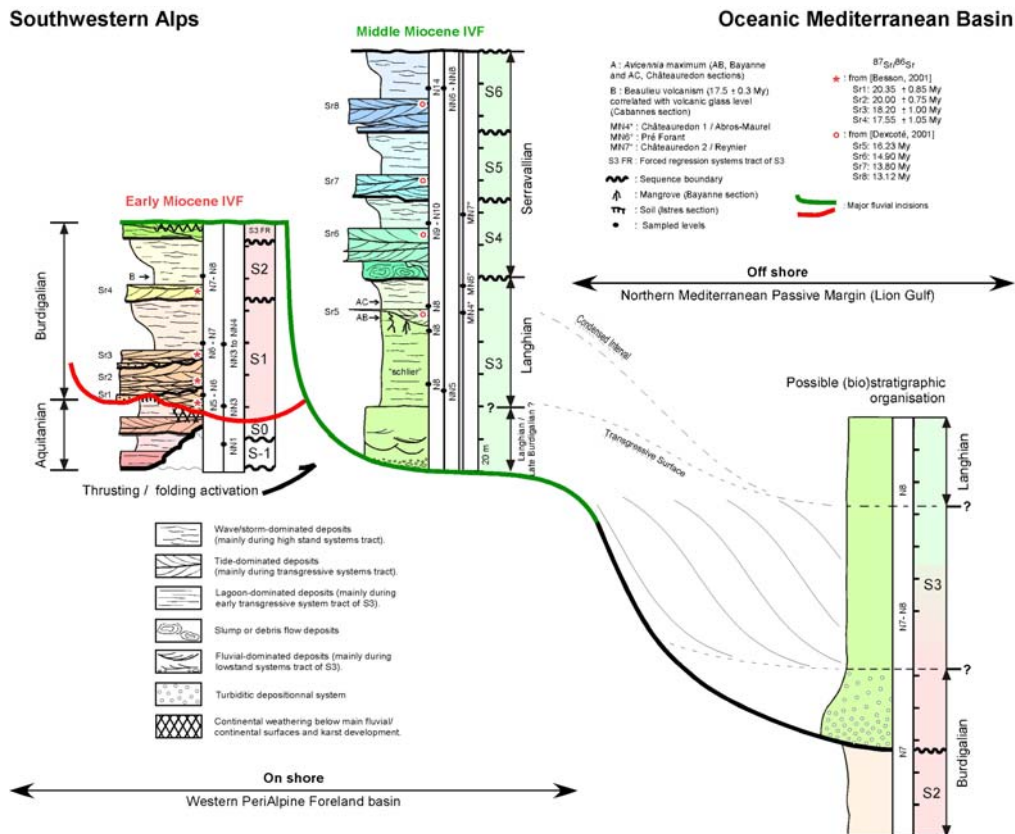 Southwestern Alps
Oceanic Mediterranean Basin
Middle Miocene IVF
A : Avicennia maximum (AB, Bayanne
and AC, Châteauredon sections)
B : Beaulieu volcanism (17.5 ± 0.3 My)
correlated with volcanic glass level
(Cabannes section)
MN4* : Châteauredon 1 / Abros-Maurel
MN6* : Pré Forant
MN7* : Châteauredon 2 / Reynier
S3 FR : Forced regression systems tract of S3
: Sequence boundary
: Mangrove (Bayanne section)
: Soil (Istres section)
: Sampled levels
87Sr/86Sr
* : from [Besson, 2001]
Sr1: 20.35 ± 0.85 My
Sr2: 20.00 ± 0.75 My
Sr3: 18.20 ± 1.00 My
Sr4: 17.55 ± 1.05 My
o : from [Dexcoté, 2001]
Sr5: 16.23 My
Sr6: 14.90 My
Sr7: 13.80 My
Sr8: 13.12 My
: Major fluvial incisions
Off shore
Northern Mediterranean Passive Margin (Lion Gulf)
Sr8
Sr7
Sr6
Sr5
AC
AB
"schlier"
N14
N9 - N10
N8
N8
N8
NN6 - NN8
NN5
MN7*
MN6*
MN4*
S6
S5
S4
S3
20 m
Serravallian
Langhian
?
Langhian /
Late Burdigalian ?
Early Miocene IVF
Burdigalian
Aquitanian
B
Sr4
Sr3
Sr2
Sr1
N7- N8
N6 - N7
N5 - N6
NN3 to NN4
NN3
NN1
S3 FR
S2
S1
S0
S-1
Thrusting / folding activation
Condensed Interval
Transgressive Surface
Possible (bio)stratigraphic
organisation
N8
N7- N8
N7
S3
S2
Langhian
?
?
Burdigalian
Wave/storm-dominated deposits
(mainly during high stand systems tract).
Tide-dominated deposits
(mainly during transgressive systems tract).
Lagoon-dominated deposits (mainly during
early transgressive system tract of S3).
Slump or debris flow deposits
Fluvial-dominated deposits (mainly during
lowstand systems tract of S3).
Turbiditic depositionnal system
Continental weathering below main fluvial/
continental surfaces and karst development.
On shore
Western PeriAlpine Foreland basin